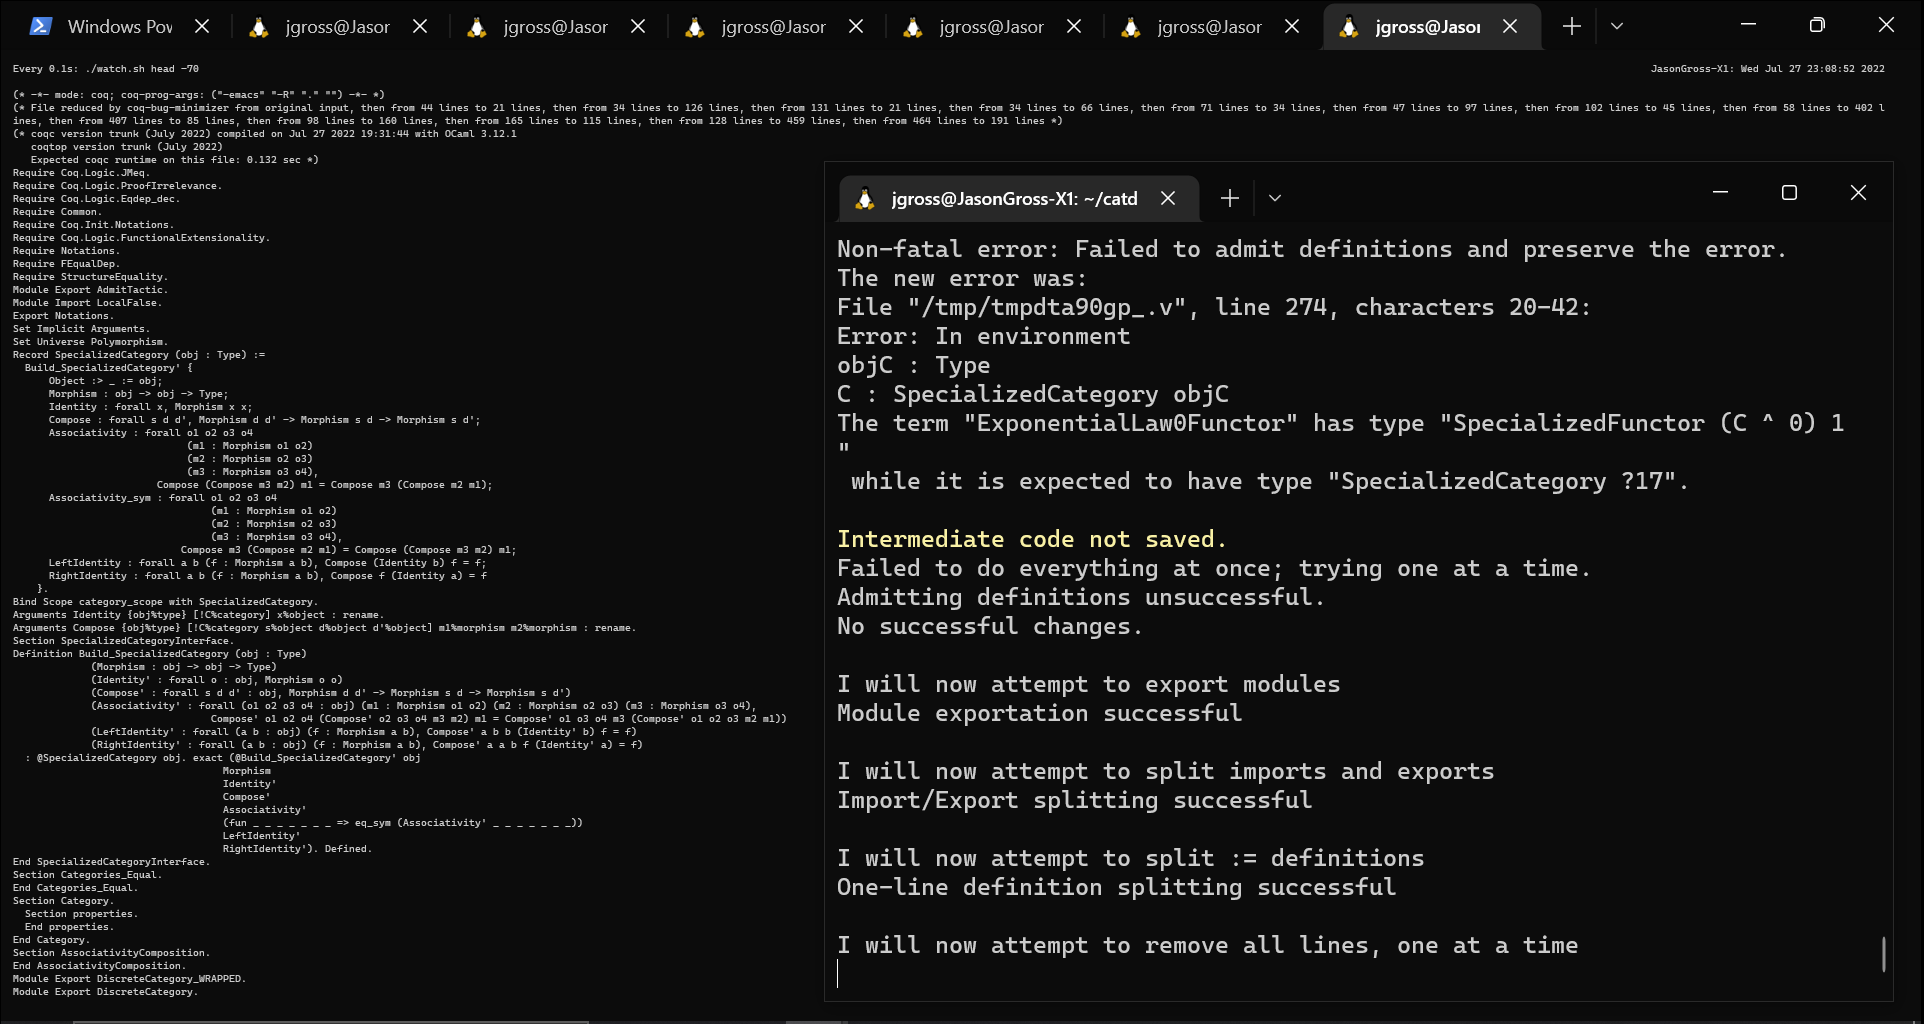 Windows Pov
jgross@Jasor
jgross@Jasor
jgross@Jasor
jgross@Jasor
jgross@Jasor
jgross@Jasor
Every 0.1s: ./watch.sh head -70
JasonGross-X1: Wed Jul 27 23:08:52 2022
(* -*- mode: coq; coq-prog-args: ("-emacs" "-R" "." "") -*- *)
(* File reduced by coq-bug-minimizer from original input, then from 44 lines to 21 lines, then from 34 lines to 126 lines, then from 131 lines to 21 lines, then from 34 lines to 66 lines, then from 71 lines to 34 lines, then from 47 lines to 97 lines, then from 102 lines to 45 lines, then from 58 lines to 402 l
ines, then from 407 lines to 85 lines, then from 98 lines to 160 lines, then from 165 lines to 115 lines, then from 128 lines to 459 lines, then from 464 lines to 191 lines *)
(* coqc version trunk (July 2022) compiled on Jul 27 2022 19:31:44 with OCaml 3.12.1
   coqtop version trunk (July 2022)
   Expected coqc runtime on this file: 0.132 sec *)
Require Coq.Logic.JMeq.
Require Coq.Logic.ProofIrrelevance.
Require Coq.Logic.Eqdep_dec.
Require Common.
Require Coq.Init.Notations.
Require Coq.Logic.FunctionalExtensionality.
Require Notations.
Require FEqualDep.
Require StructureEquality.
Module Export AdmitTactic.
Module Import LocalFalse.
Export Notations.
Set Implicit Arguments.
Set Universe Polymorphism.
Record SpecializedCategory (obj : Type) :=
  Build_SpecializedCategory' {
      Object :> _ := obj;
      Morphism : obj -> obj -> Type;
      Identity : forall x, Morphism x x;
      Compose : forall s d d', Morphism d d' -> Morphism s d -> Morphism s d';
      Associativity : forall o1 o2 o3 o4
                             (m1 : Morphism o1 o2)
                             (m2 : Morphism o2 o3)
                             (m3 : Morphism o3 o4),
                        Compose (Compose m3 m2) m1 = Compose m3 (Compose m2 m1);
      Associativity_sym : forall o1 o2 o3 o4
                                 (m1 : Morphism o1 o2)
                                 (m2 : Morphism o2 o3)
                                 (m3 : Morphism o3 o4),
                            Compose m3 (Compose m2 m1) = Compose (Compose m3 m2) m1;
      LeftIdentity : forall a b (f : Morphism a b), Compose (Identity b) f = f;
      RightIdentity : forall a b (f : Morphism a b), Compose f (Identity a) = f
    }.
Bind Scope category_scope with SpecializedCategory.
Arguments Identity {obj%type} [!C%category] x%object : rename.
Arguments Compose {obj%type} [!C%category s%object d%object d'%object] m1%morphism m2%morphism : rename.
Section SpecializedCategoryInterface.
Definition Build_SpecializedCategory (obj : Type)
             (Morphism : obj -> obj -> Type)
             (Identity' : forall o : obj, Morphism o o)
             (Compose' : forall s d d' : obj, Morphism d d' -> Morphism s d -> Morphism s d')
             (Associativity' : forall (o1 o2 o3 o4 : obj) (m1 : Morphism o1 o2) (m2 : Morphism o2 o3) (m3 : Morphism o3 o4),
                                 Compose' o1 o2 o4 (Compose' o2 o3 o4 m3 m2) m1 = Compose' o1 o3 o4 m3 (Compose' o1 o2 o3 m2 m1))
             (LeftIdentity' : forall (a b : obj) (f : Morphism a b), Compose' a b b (Identity' b) f = f)
             (RightIdentity' : forall (a b : obj) (f : Morphism a b), Compose' a a b f (Identity' a) = f)
  : @SpecializedCategory obj. exact (@Build_SpecializedCategory' obj
                                   Morphism
                                   Identity'
                                   Compose'
                                   Associativity'
                                   (fun _ _ _ _ _ _ _ => eq_sym (Associativity' _ _ _ _ _ _ _))
                                   LeftIdentity'
                                   RightIdentity'). Defined.
End SpecializedCategoryInterface.
Section Categories_Equal.
End Categories_Equal.
Section Category.
  Section properties.
  End properties.
End Category.
Section AssociativityComposition.
End AssociativityComposition.
Module Export DiscreteCategory_WRAPPED.
Module Export DiscreteCategory.
jgross@JasonGross-X1: ~/catd
Non-fatal error: Failed to admit definitions and preserve the error.
The new error was:
File "/tmp/tmpdta90gp_.v", line 274, characters 20-42:
Error: In environment
objC : Type
C : SpecializedCategory objC
The term "ExponentialLaw0Functor" has type "SpecializedFunctor (C ^ 0) 1
"
 while it is expected to have type "SpecializedCategory ?17".
Intermediate code not saved.
Failed to do everything at once; trying one at a time.
Admitting definitions unsuccessful.
No successful changes.
I will now attempt to export modules
Module exportation successful
I will now attempt to split imports and exports
Import/Export splitting successful
I will now attempt to split := definitions
One-line definition splitting successful
I will now attempt to remove all lines, one at a time